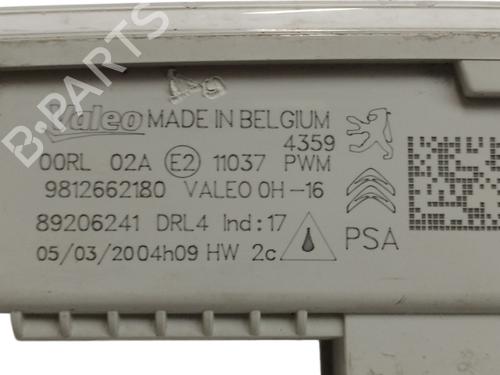 Valeo MADE IN BELGIUM
4359
00RL 02A E2 11037 PWM
9812662180 VALEO 0H-16
89206241 DRL4 Ind:17
05/03/2004h09 HW 2c
PSA
B-PARTS